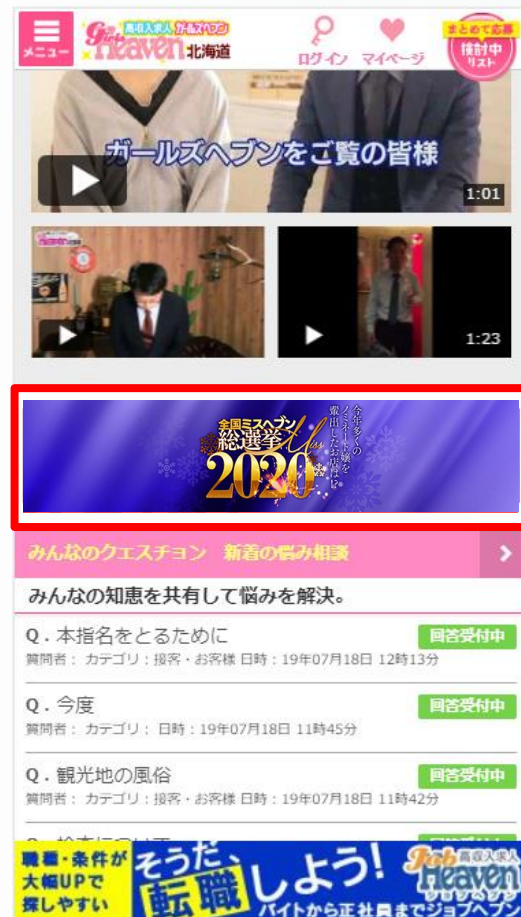 メニュー
高収入求人 ガールズヘブン
Girls Heaven 北海道
ログイン
マイページ
まとめて応募
検討中
リスト
ガールズヘブンをご覧の皆様
1:01
1:23
全国ミスヘブン
総選挙
Miss
2020
今年多くの
ノミネート嬢を
輩出したお店は!?
みんなのクエスチョン 新着の悩み相談
みんなの知恵を共有して悩みを解決。
Q．本指名をとるために 回答受付中
質問者： カテゴリ：接客・お客様 日時：19年07月18日 12時13分
Q．今度 回答受付中
質問者： カテゴリ： 日時：19年07月18日 11時45分
Q．観光地の風俗 回答受付中
質問者： カテゴリ：接客・お客様 日時：19年07月18日 11時42分
職種・条件が
大幅UPで
探しやすい
そうだ、
転職しよう!
高収入求人
Job Heaven
ジョブヘブン
バイトから正社員までジョブヘブン